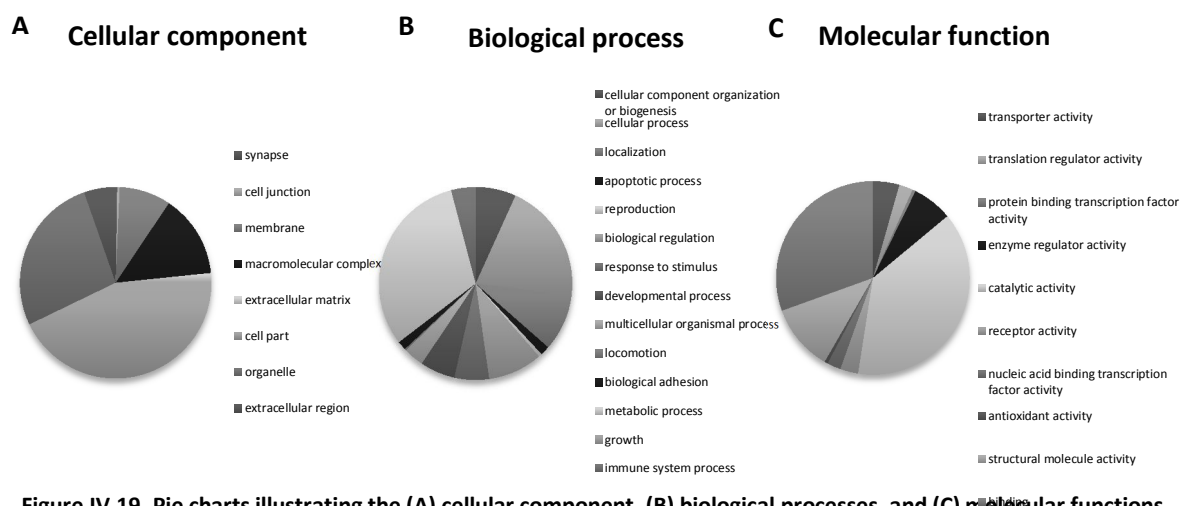 A
Cellular component
synapse
cell junction
membrane
macromolecular complex
extracellular matrix
cell part
organelle
extracellular region
B
Biological process
cellular component organization
or biogenesis
cellular process
localization
apoptotic process
reproduction
biological regulation
response to stimulus
developmental process
multicellular organismal process
locomotion
biological adhesion
metabolic process
growth
immune system process
C
Molecular function
transporter activity
translation regulator activity
protein binding transcription factor
activity
enzyme regulator activity
catalytic activity
receptor activity
nucleic acid binding transcription
factor activity
antioxidant activity
structural molecule activity
binding
Figure IV-19. Pie charts illustrating the (A) cellular component, (B) biological processes, and (C) molecular functions